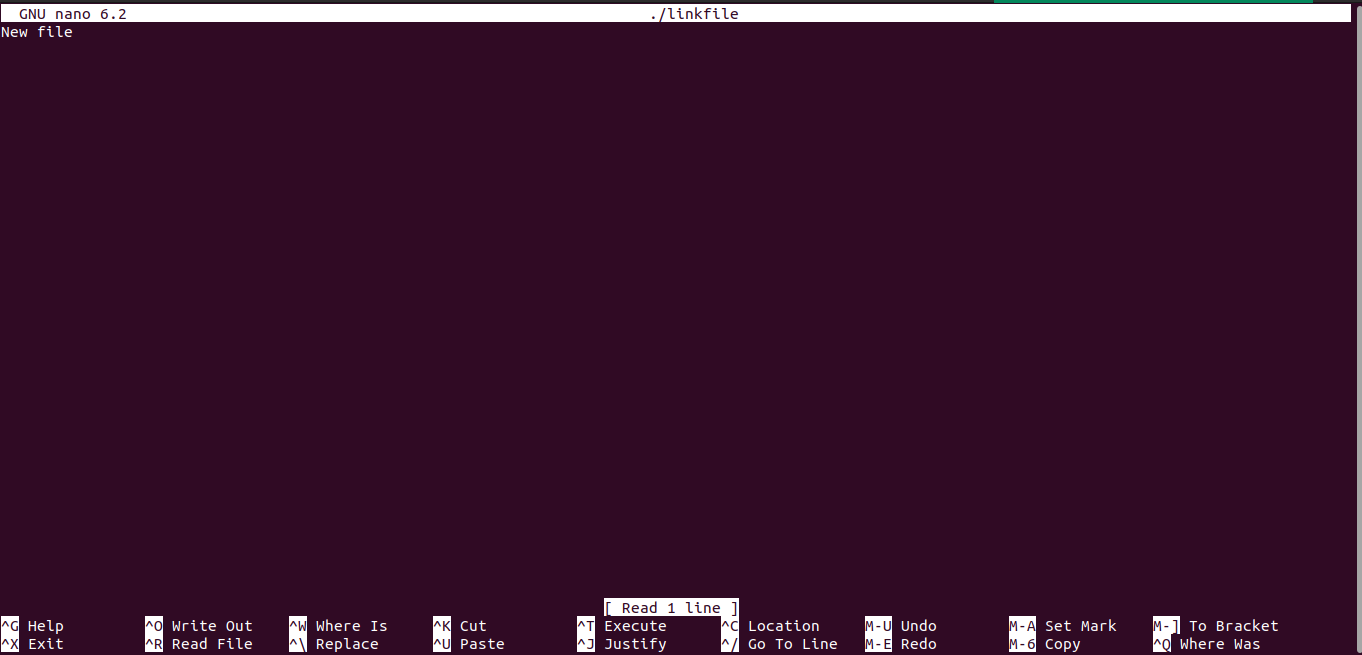 GNU nano 6.2 ./linkfile
New file
[ Read 1 line ]
^G Help ^O Write Out ^W Where Is ^K Cut ^T Execute ^C Location M-U Undo M-A Set Mark M-] To Bracket
^X Exit ^R Read File ^\ Replace ^U Paste ^J Justify ^/ Go To Line M-E Redo M-6 Copy ^Q Where Was